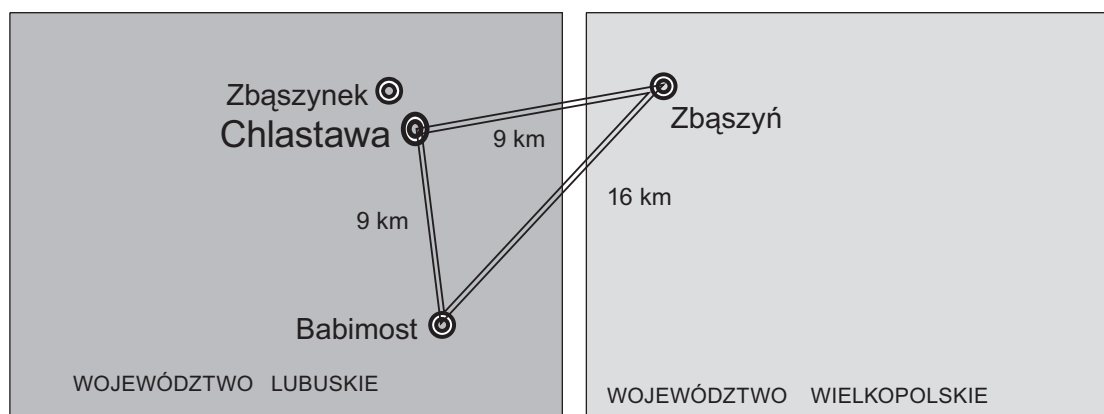 Zbąszynek
Chlastawa
9 km
Zbąszyń
9 km
16 km
Babimost
WOJEWÓDZTWO LUBUSKIE
WOJEWÓDZTWO WIELKOPOLSKIE